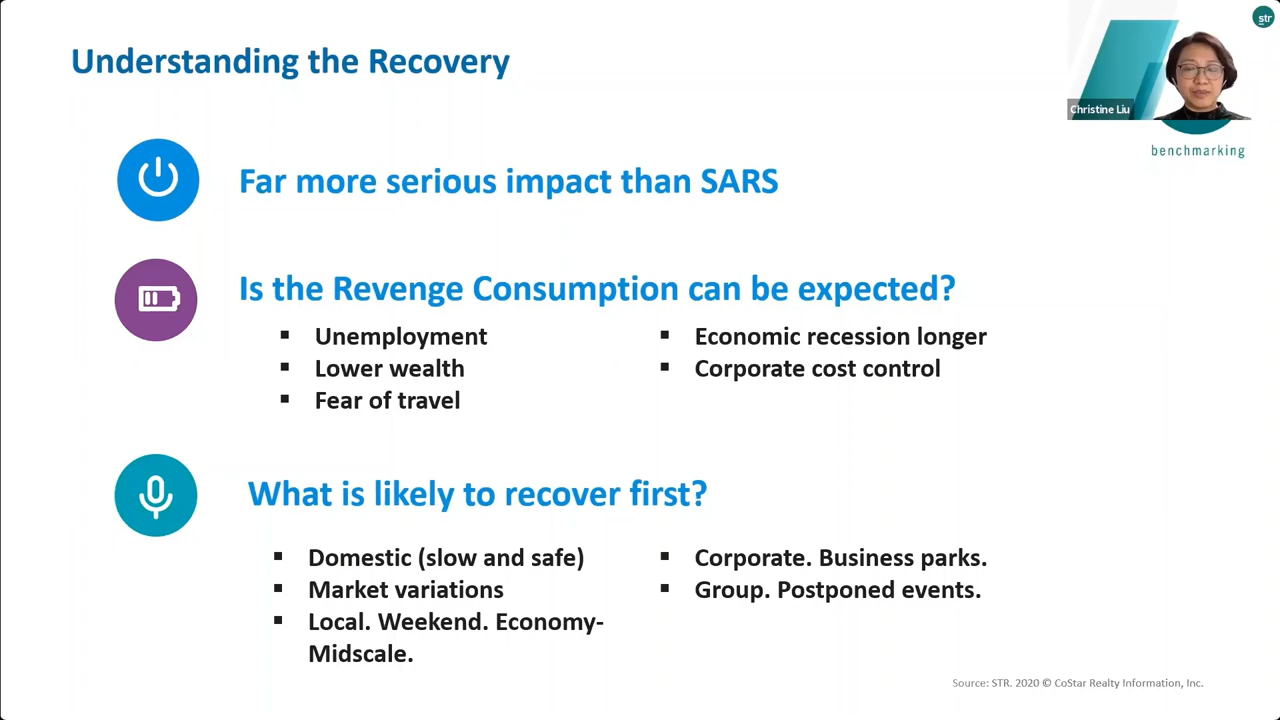 Understanding the Recovery
str
Christine Liu
benchmarking
Far more serious impact than SARS
Is the Revenge Consumption can be expected?
▪ Unemployment
▪ Lower wealth
▪ Fear of travel
▪ Economic recession longer
▪ Corporate cost control
What is likely to recover first?
▪ Domestic (slow and safe)
▪ Market variations
▪ Local. Weekend. Economy-
Midscale.
▪ Corporate. Business parks.
▪ Group. Postponed events.
Source: STR. 2020 © CoStar Realty Information, Inc.